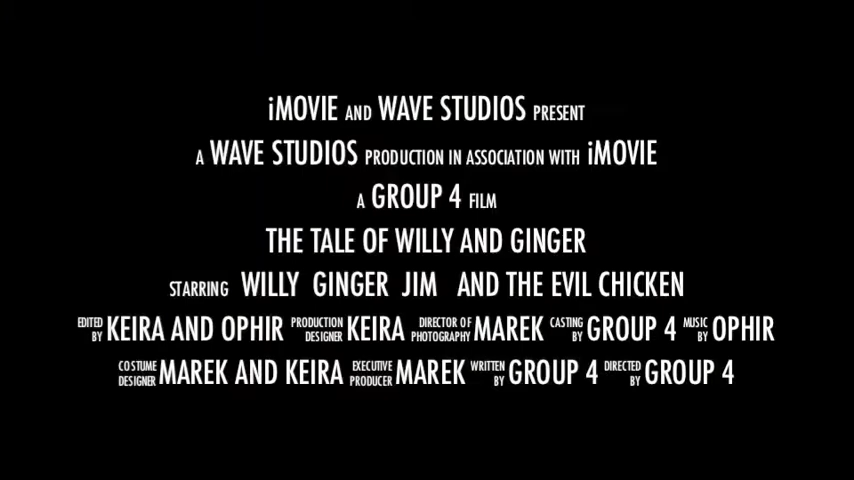 iMOVIE AND WAVE STUDIOS PRESENT
A WAVE STUDIOS PRODUCTION IN ASSOCIATION WITH iMOVIE
A GROUP 4 FILM
THE TALE OF WILLY AND GINGER
STARRING WILLY GINGER JIM AND THE EVIL CHICKEN
EDITED BY KEIRA AND OPHIR PRODUCTION DESIGNER KEIRA DIRECTOR OF PHOTOGRAPHY MAREK CASTING BY GROUP 4 MUSIC BY OPHIR
COSTUME DESIGNER MAREK AND KEIRA EXECUTIVE PRODUCER MAREK WRITTEN BY GROUP 4 DIRECTED BY GROUP 4